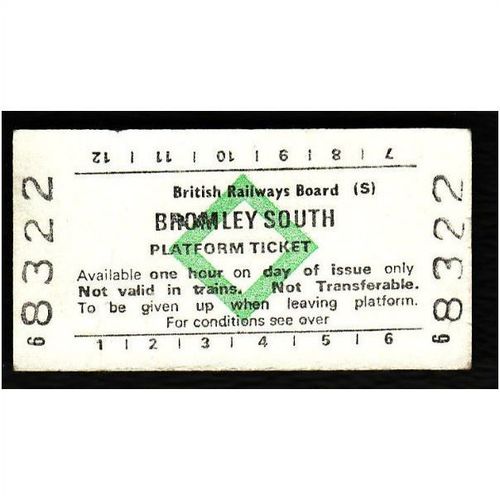 12 | 11 | 10 | 9 | 8 | 7
British Railways Board (S)
BROMLEY SOUTH
PLATFORM TICKET
Available one hour on day of issue only
Not valid in trains. Not Transferable.
To be given up when leaving platform.
For conditions see over
1 | 2 | 3 | 4 | 5 | 6
68322
68322